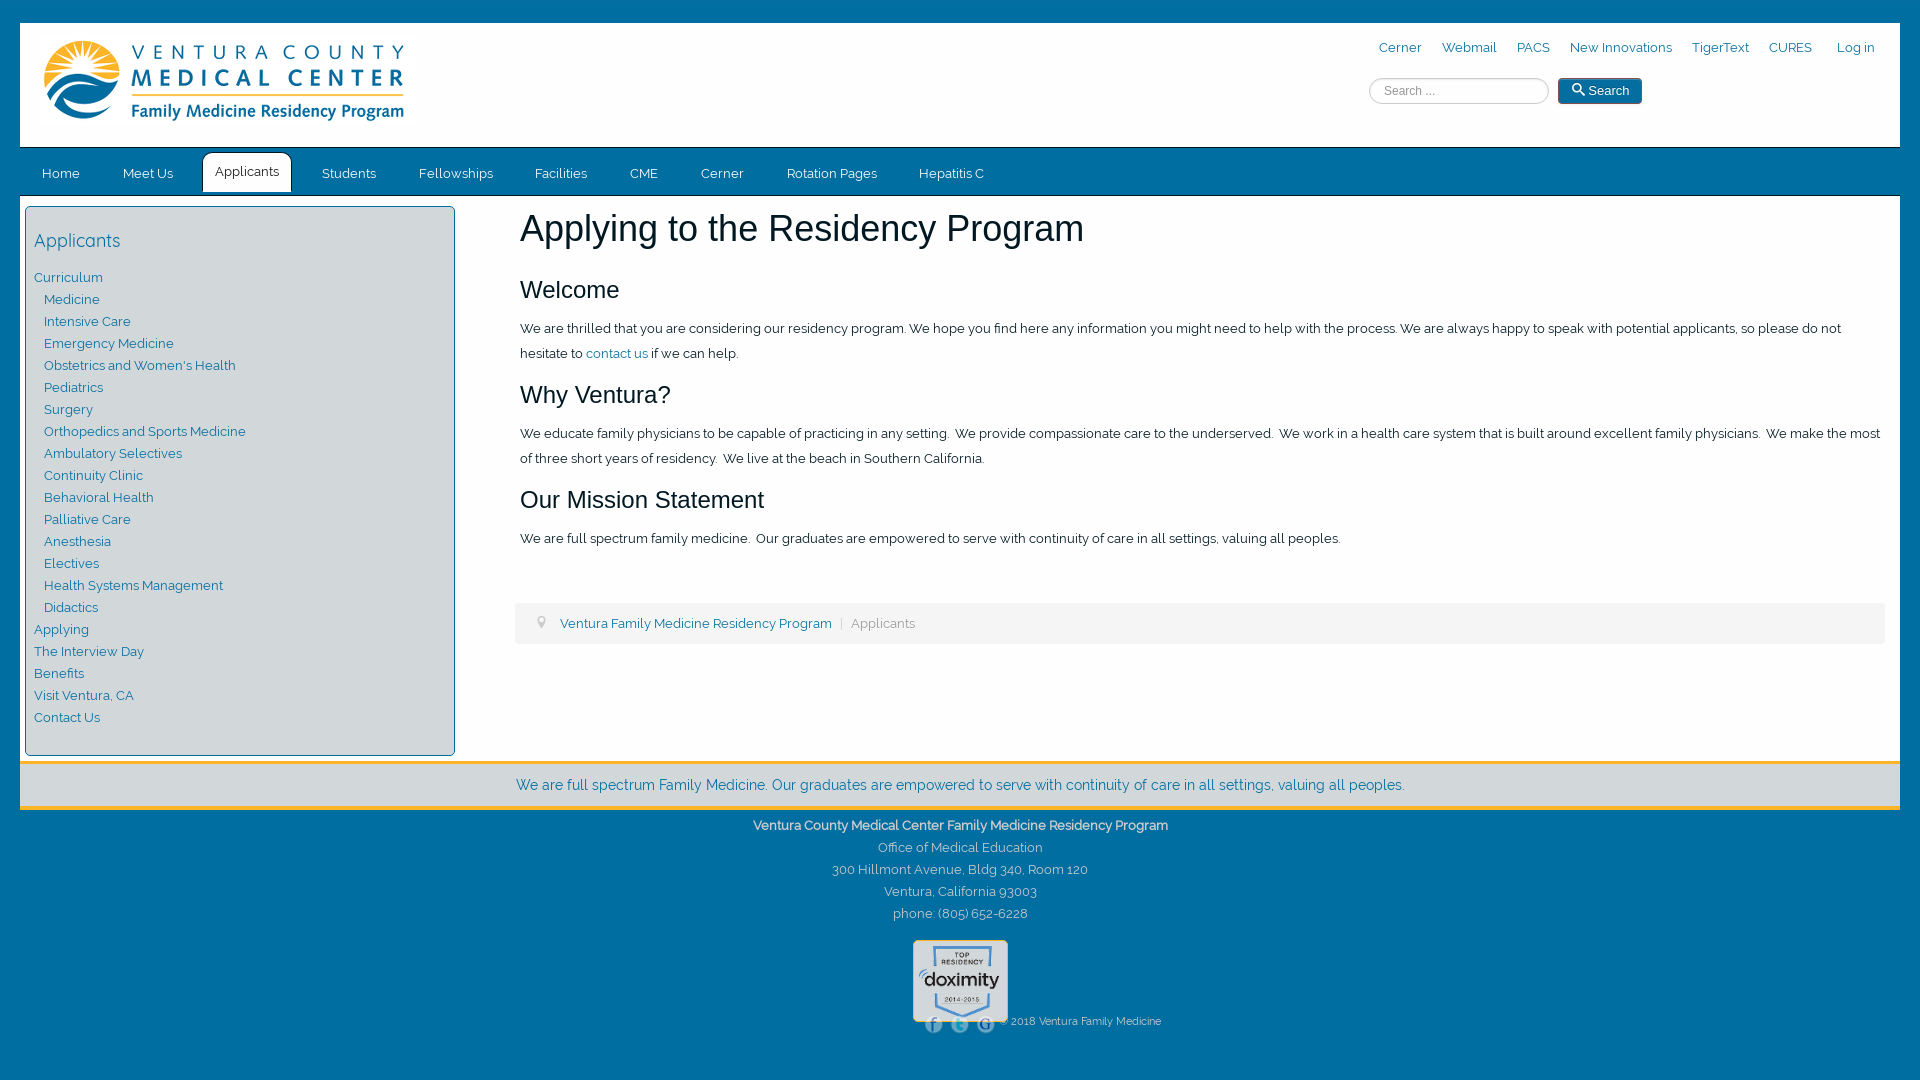 VENTURA COUNTY
MEDICAL CENTER
Family Medicine Residency Program
Cerner Webmail PACS New Innovations TigerText CURES Log in
Search ... Search
Home Meet Us Applicants Students Fellowships Facilities CME Cerner Rotation Pages Hepatitis C
Applicants
Curriculum
Medicine
Intensive Care
Emergency Medicine
Obstetrics and Women's Health
Pediatrics
Surgery
Orthopedics and Sports Medicine
Ambulatory Selectives
Continuity Clinic
Behavioral Health
Palliative Care
Anesthesia
Electives
Health Systems Management
Didactics
Applying
The Interview Day
Benefits
Visit Ventura, CA
Contact Us
Applying to the Residency Program
Welcome
We are thrilled that you are considering our residency program. We hope you find here any information you might need to help with the process. We are always happy to speak with potential applicants, so please do not
hesitate to contact us if we can help.
Why Ventura?
We educate family physicians to be capable of practicing in any setting. We provide compassionate care to the underserved. We work in a health care system that is built around excellent family physicians. We make the most
of three short years of residency. We live at the beach in Southern California.
Our Mission Statement
We are full spectrum family medicine. Our graduates are empowered to serve with continuity of care in all settings, valuing all peoples.
Ventura Family Medicine Residency Program | Applicants
We are full spectrum Family Medicine. Our graduates are empowered to serve with continuity of care in all settings, valuing all peoples.
Ventura County Medical Center Family Medicine Residency Program
Office of Medical Education
300 Hillmont Avenue, Bldg 340, Room 120
Ventura, California 93003
phone: (805) 652-6228
TOP
RESIDENCY
doximity
2014-2015
f t G © 2018 Ventura Family Medicine